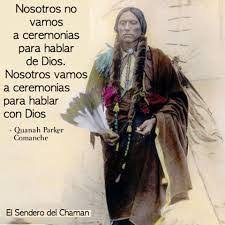 Nosotros no
vamos
a ceremonias
para hablar
de Dios.
Nosotros vamos
a ceremonias
para hablar
con Dios
- Quanah Parker
Comanche
El Sendero del Chaman